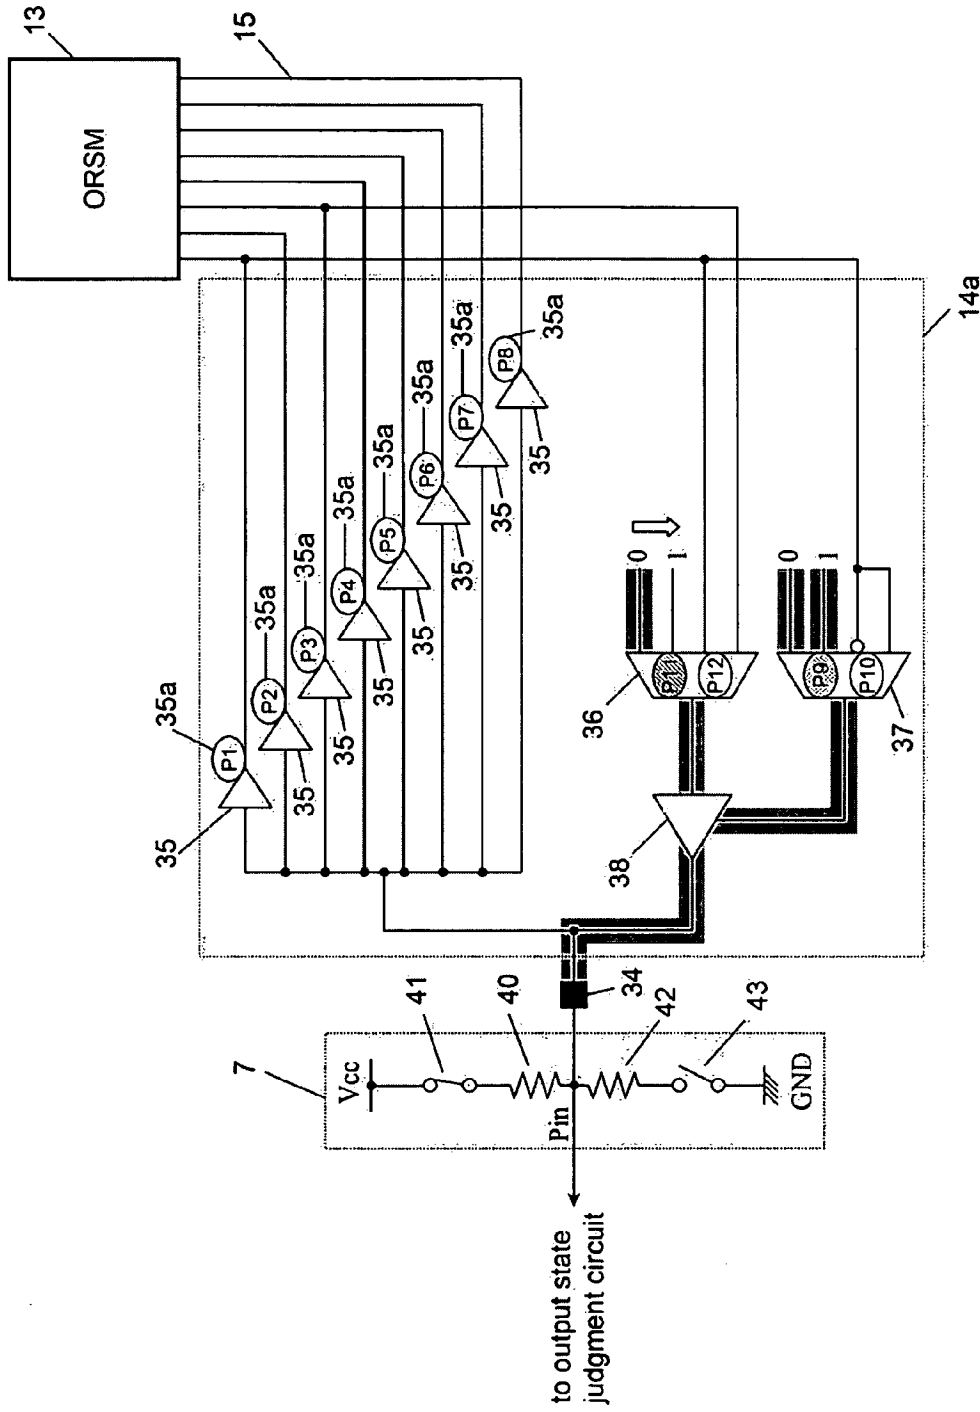 13
ORSM
15
14a
35a
P1
35
35a
P2
35
35a
P3
35
35a
P4
35
35a
P5
35
35a
P6
35
35a
P7
35
35a
P8
35
0
1
P11
P12
36
0
1
P9
P10
37
38
34
7
Vcc
41
40
Pin
42
43
GND
to output state
judgment circuit